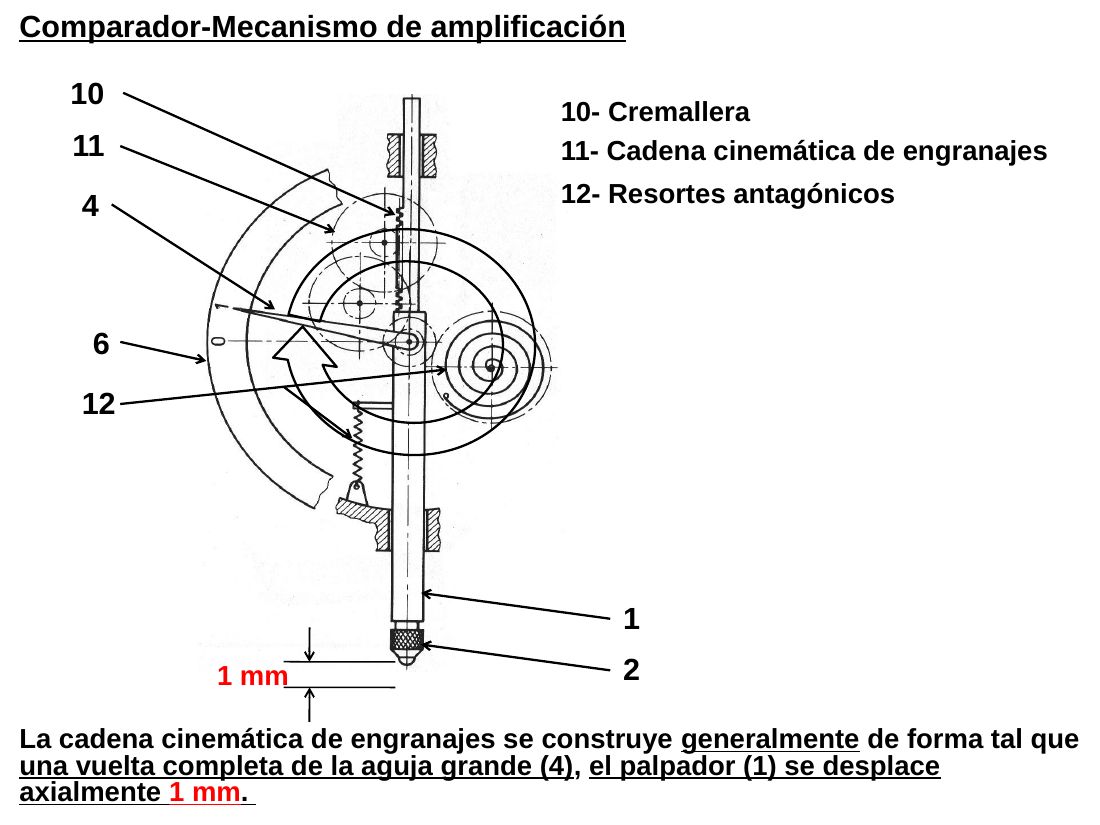 Comparador-Mecanismo de amplificación
10
10- Cremallera
11
11- Cadena cinemática de engranajes
4
12- Resortes antagónicos
1
0
6
12
1
2
1 mm
La cadena cinemática de engranajes se construye generalmente de forma tal que
una vuelta completa de la aguja grande (4), el palpador (1) se desplace
axialmente 1 mm.